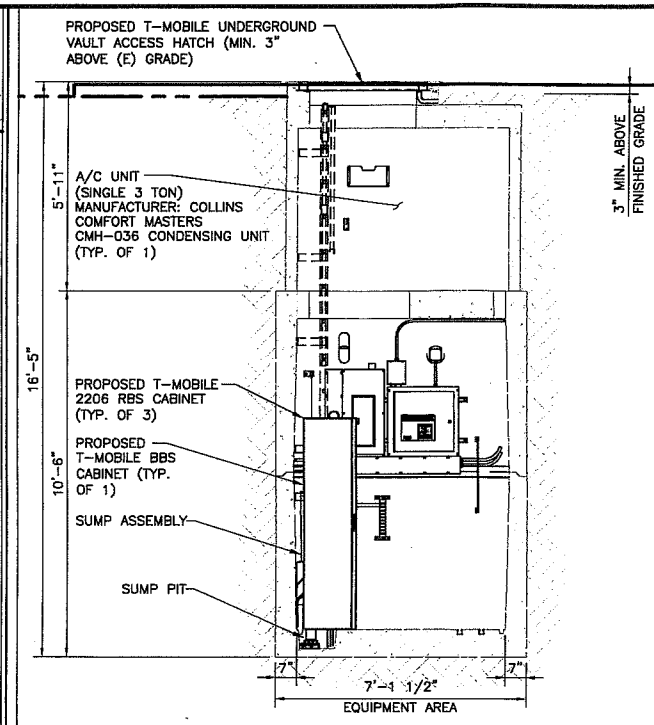 PROPOSED T-MOBILE UNDERGROUND
VAULT ACCESS HATCH (MIN. 3"
ABOVE (E) GRADE)
A/C UNIT
(SINGLE 3 TON)
MANUFACTURER: COLLINS
COMFORT MASTERS
CMH-036 CONDENSING UNIT
(TYP. OF 1)
5'-11"
3" MIN. ABOVE
FINISHED GRADE
16'-5"
10'-6"
PROPOSED T-MOBILE
2206 RBS CABINET
(TYP. OF 3)
PROPOSED
T-MOBILE BBS
CABINET (TYP.
OF 1)
SUMP ASSEMBLY
SUMP PIT
7"
7'-1 1/2"
7"
EQUIPMENT AREA